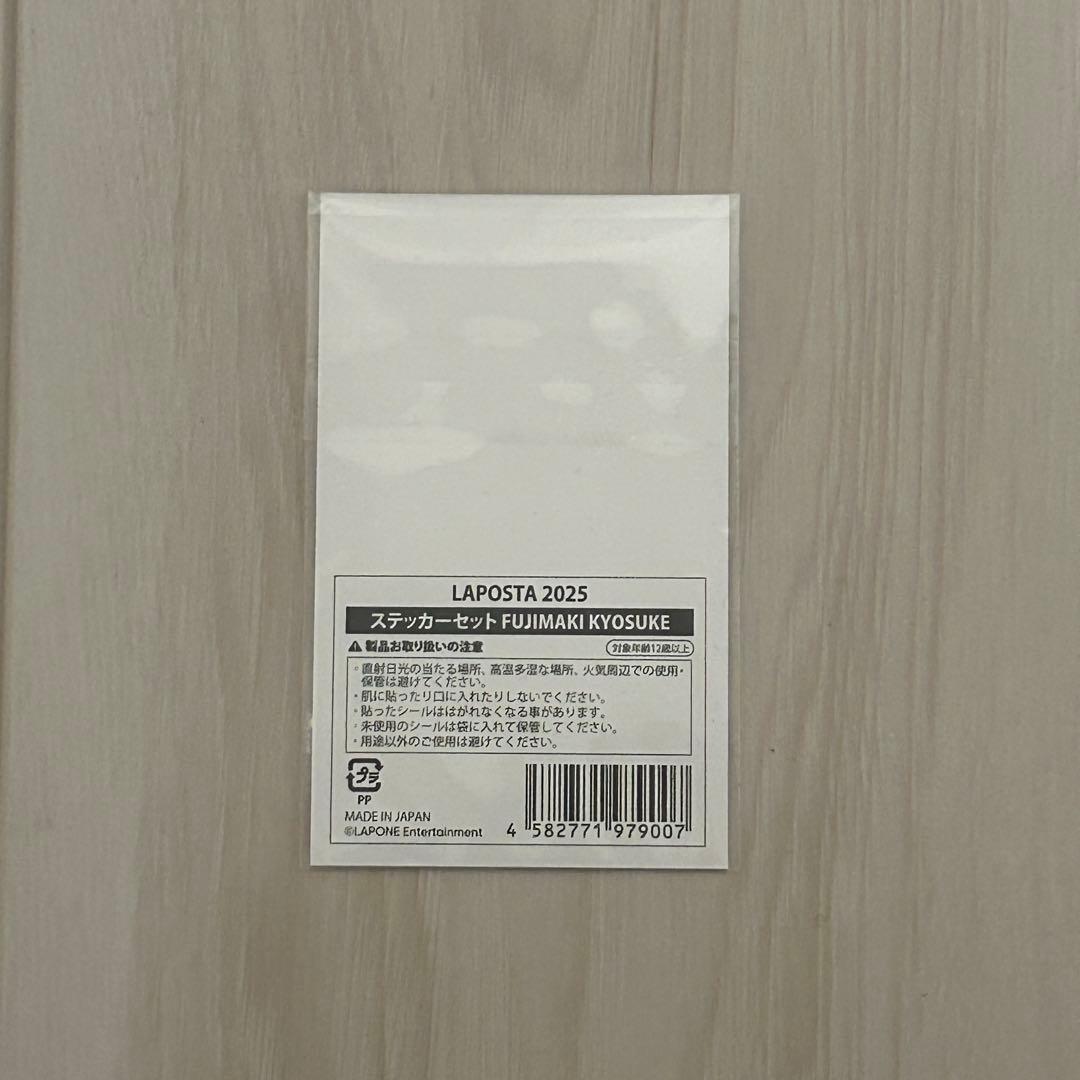 LAPOSTA 2025
ステッカーセット FUJIMAKI KYOSUKE
⚠製品お取り扱いの注意
対象年齢12歳以上
◦直射日光の当たる場所、高温多湿な場所、火気周辺での使用・
保管は避けてください。
◦肌に貼ったり口に入れたりしないでください。
◦貼ったシールははがれなくなる事があります。
◦未使用のシールは袋に入れて保管してください。
◦用途以外のご使用は避けてください。
プラ
PP
MADE IN JAPAN
©LAPONE Entertainment
4 582771 979007